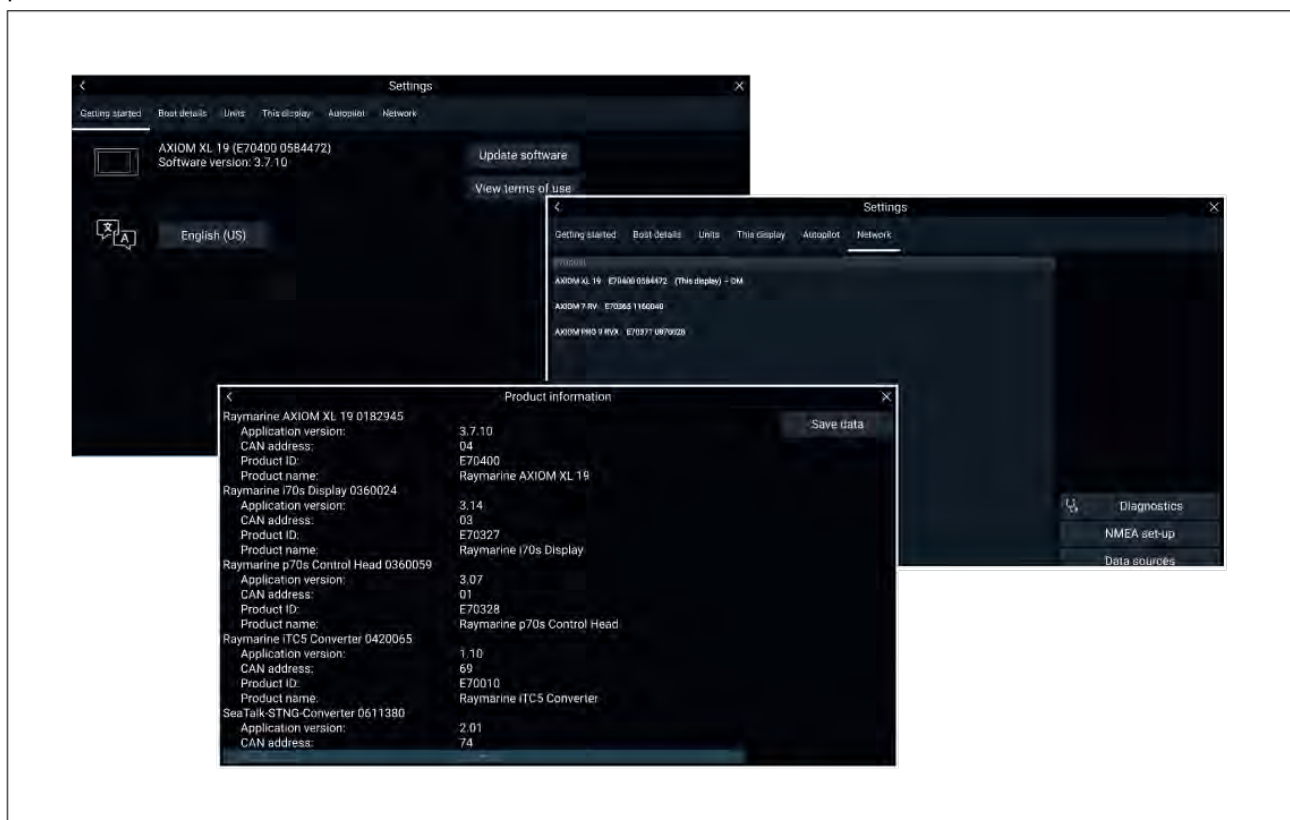 Settings
Getting started Boat details Units This display Autopilot Network
AXIOM XL 19 (E70400 0584472)
Software version: 3.7.10
Update software
View terms of use
English (US)
Settings
Getting started Boat details Units This display Autopilot Network
AXIOM XL 19 E70400 0584472 (This display) – DM
AXIOM 7 RV E70365 1160040
AXIOM PRO 9 RVX E70371 0970028
Diagnostics
NMEA set-up
Data sources
Product information
Save data
Raymarine AXIOM XL 19 0182945
Application version: 3.7.10
CAN address: 04
Product ID: E70400
Product name: Raymarine AXIOM XL 19
Raymarine i70s Display 0360024
Application version: 3.14
CAN address: 03
Product ID: E70327
Product name: Raymarine i70s Display
Raymarine p70s Control Head 0360059
Application version: 3.07
CAN address: 01
Product ID: E70328
Product name: Raymarine p70s Control Head
Raymarine iTC5 Converter 0420065
Application version: 1.10
CAN address: 69
Product ID: E70010
Product name: Raymarine iTC5 Converter
SeaTalk-STNG-Converter 0611380
Application version: 2.01
CAN address: 74